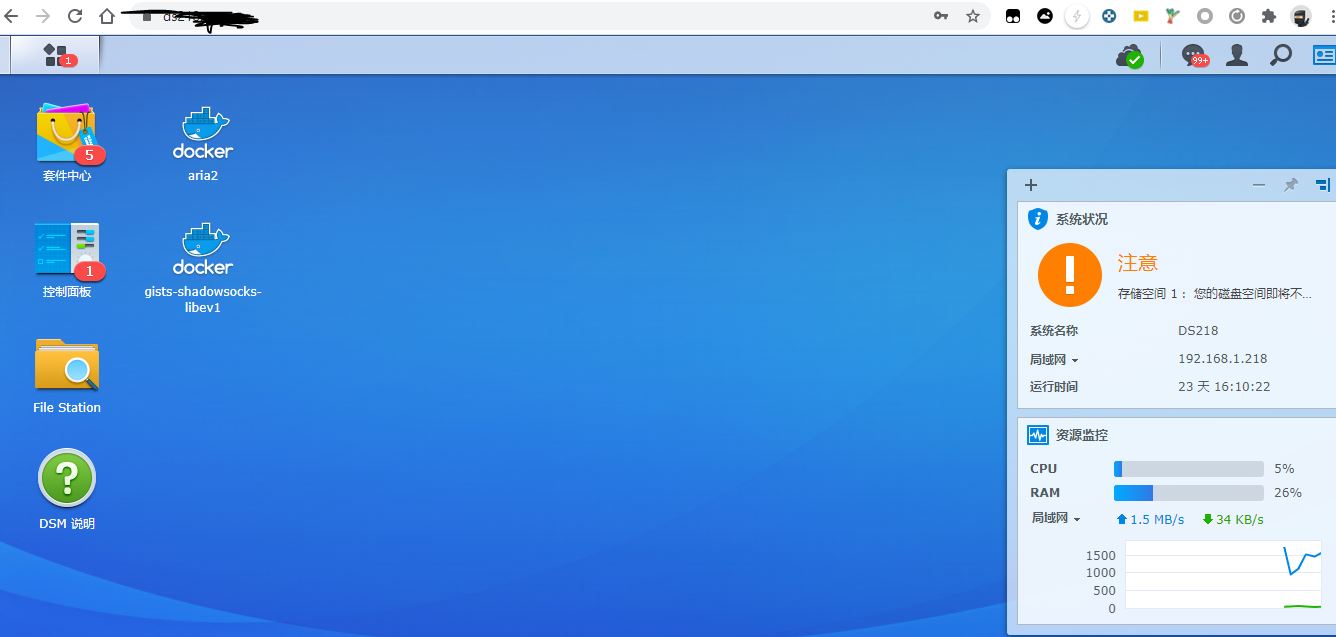 1
99+
5
套件中心
docker
aria2
1
控制面板
docker
gists-shadowsocks-
libev1
File Station
DSM 说明
系统状况
注意
存储空间 1： 您的磁盘空间即将不...
系统名称 DS218
局域网 192.168.1.218
运行时间 23 天 16:10:22
资源监控
CPU 5%
RAM 26%
局域网 1.5 MB/s 34 KB/s
1500
1000
500
0